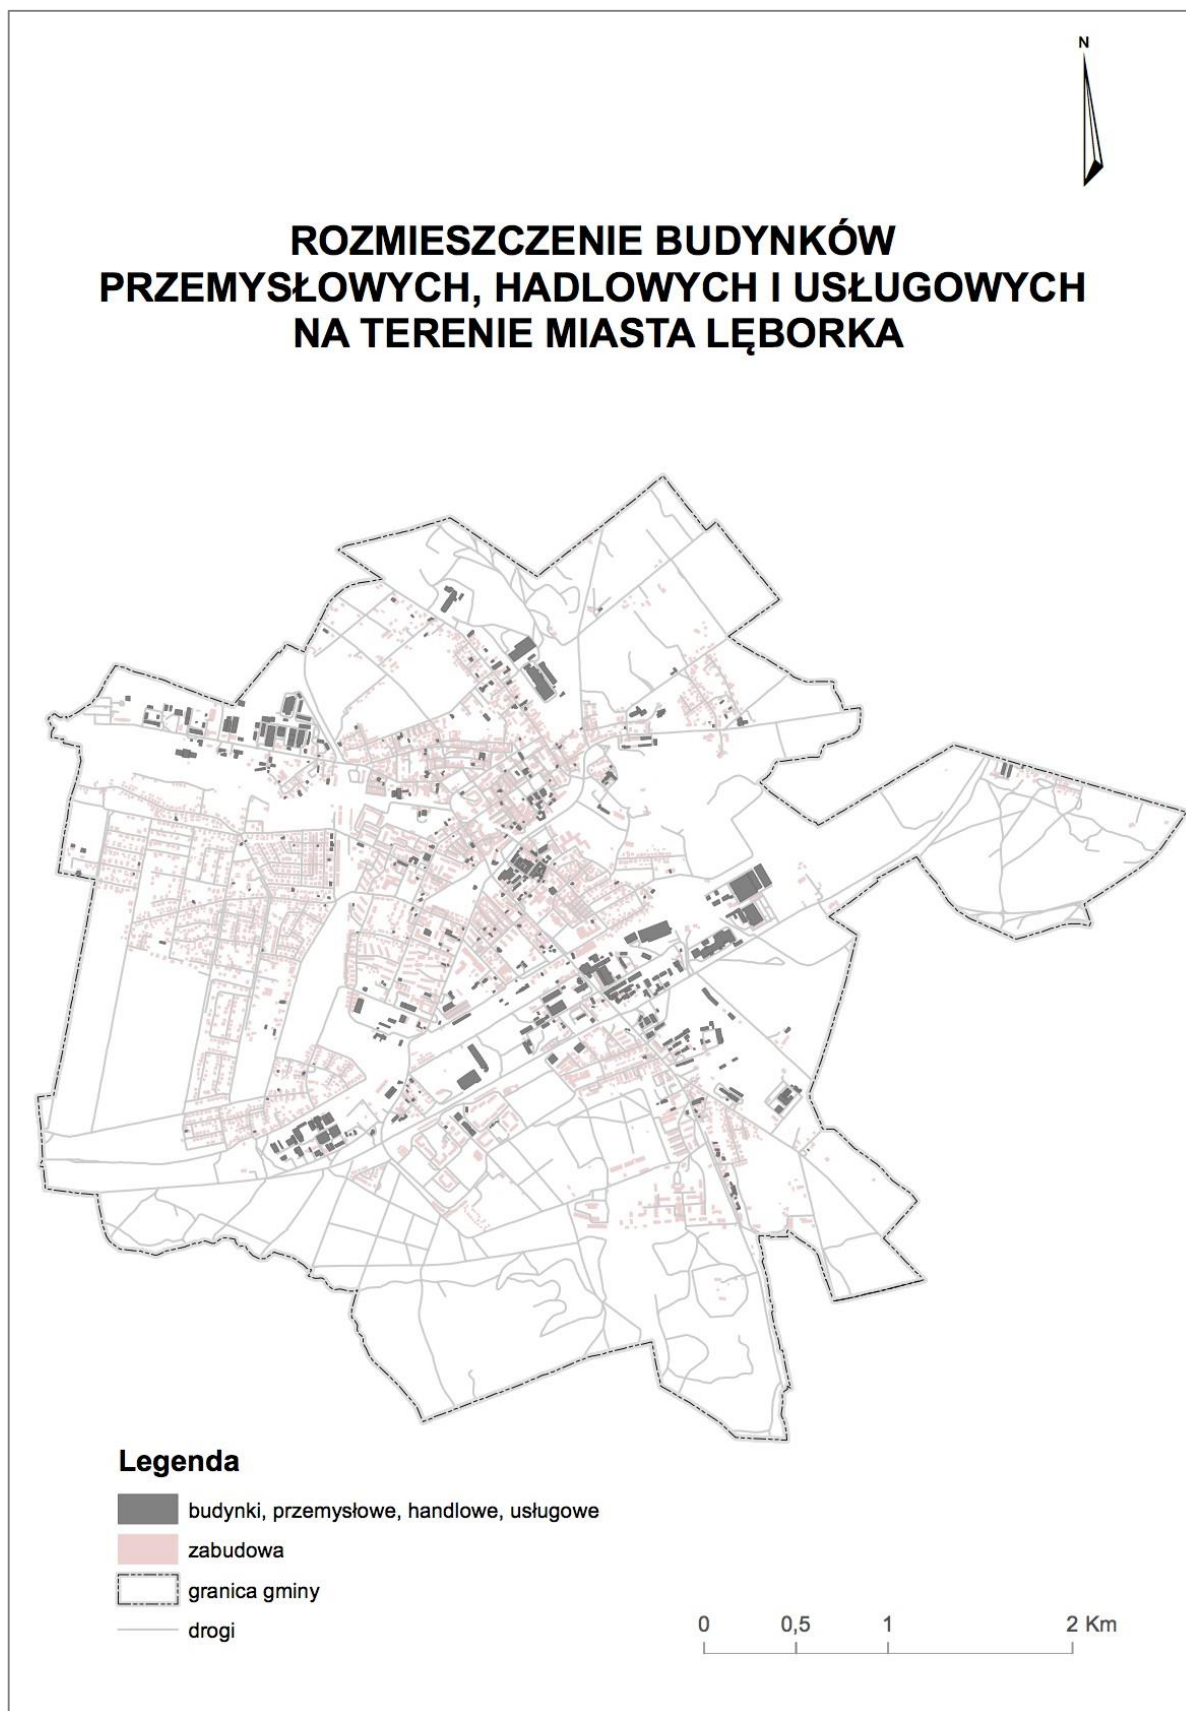 N
ROZMIESZCZENIE BUDYNKÓW
PRZEMYSŁOWYCH, HADLOWYCH I USŁUGOWYCH
NA TERENIE MIASTA LĘBORKA
Legenda
budynki, przemysłowe, handlowe, usługowe
zabudowa
granica gminy
drogi
0 0,5 1 2 Km